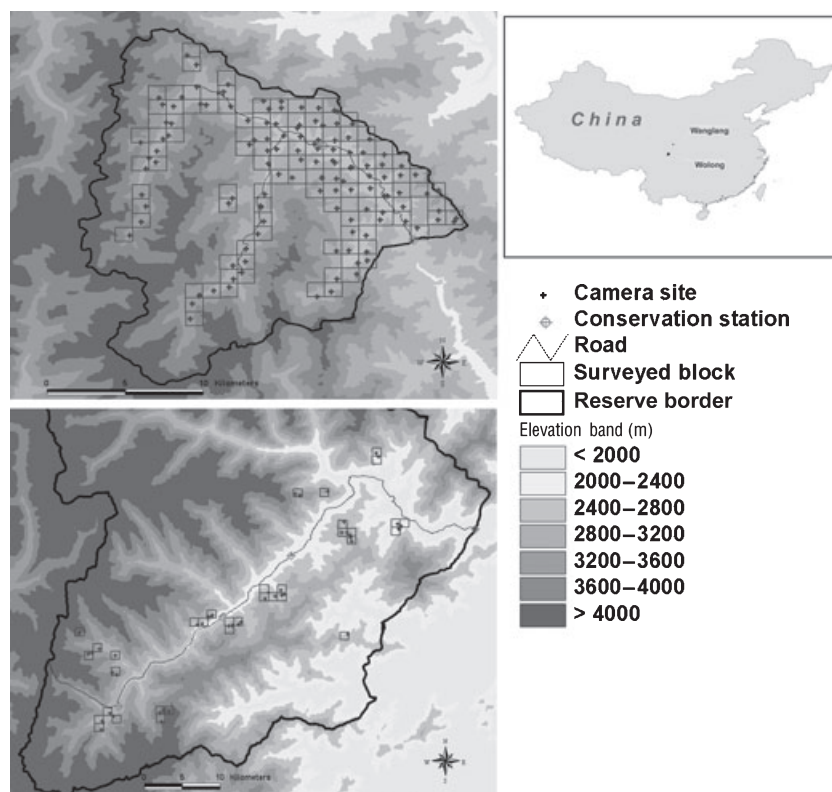 China
Wanglang
Wolong
Camera site
Conservation station
Road
Surveyed block
Reserve border
Elevation band (m)
< 2000
2000–2400
2400–2800
2800–3200
3200–3600
3600–4000
> 4000
N
W E
S
0 5 10 Kilometers
W E
S
0 5 10 Kilometers